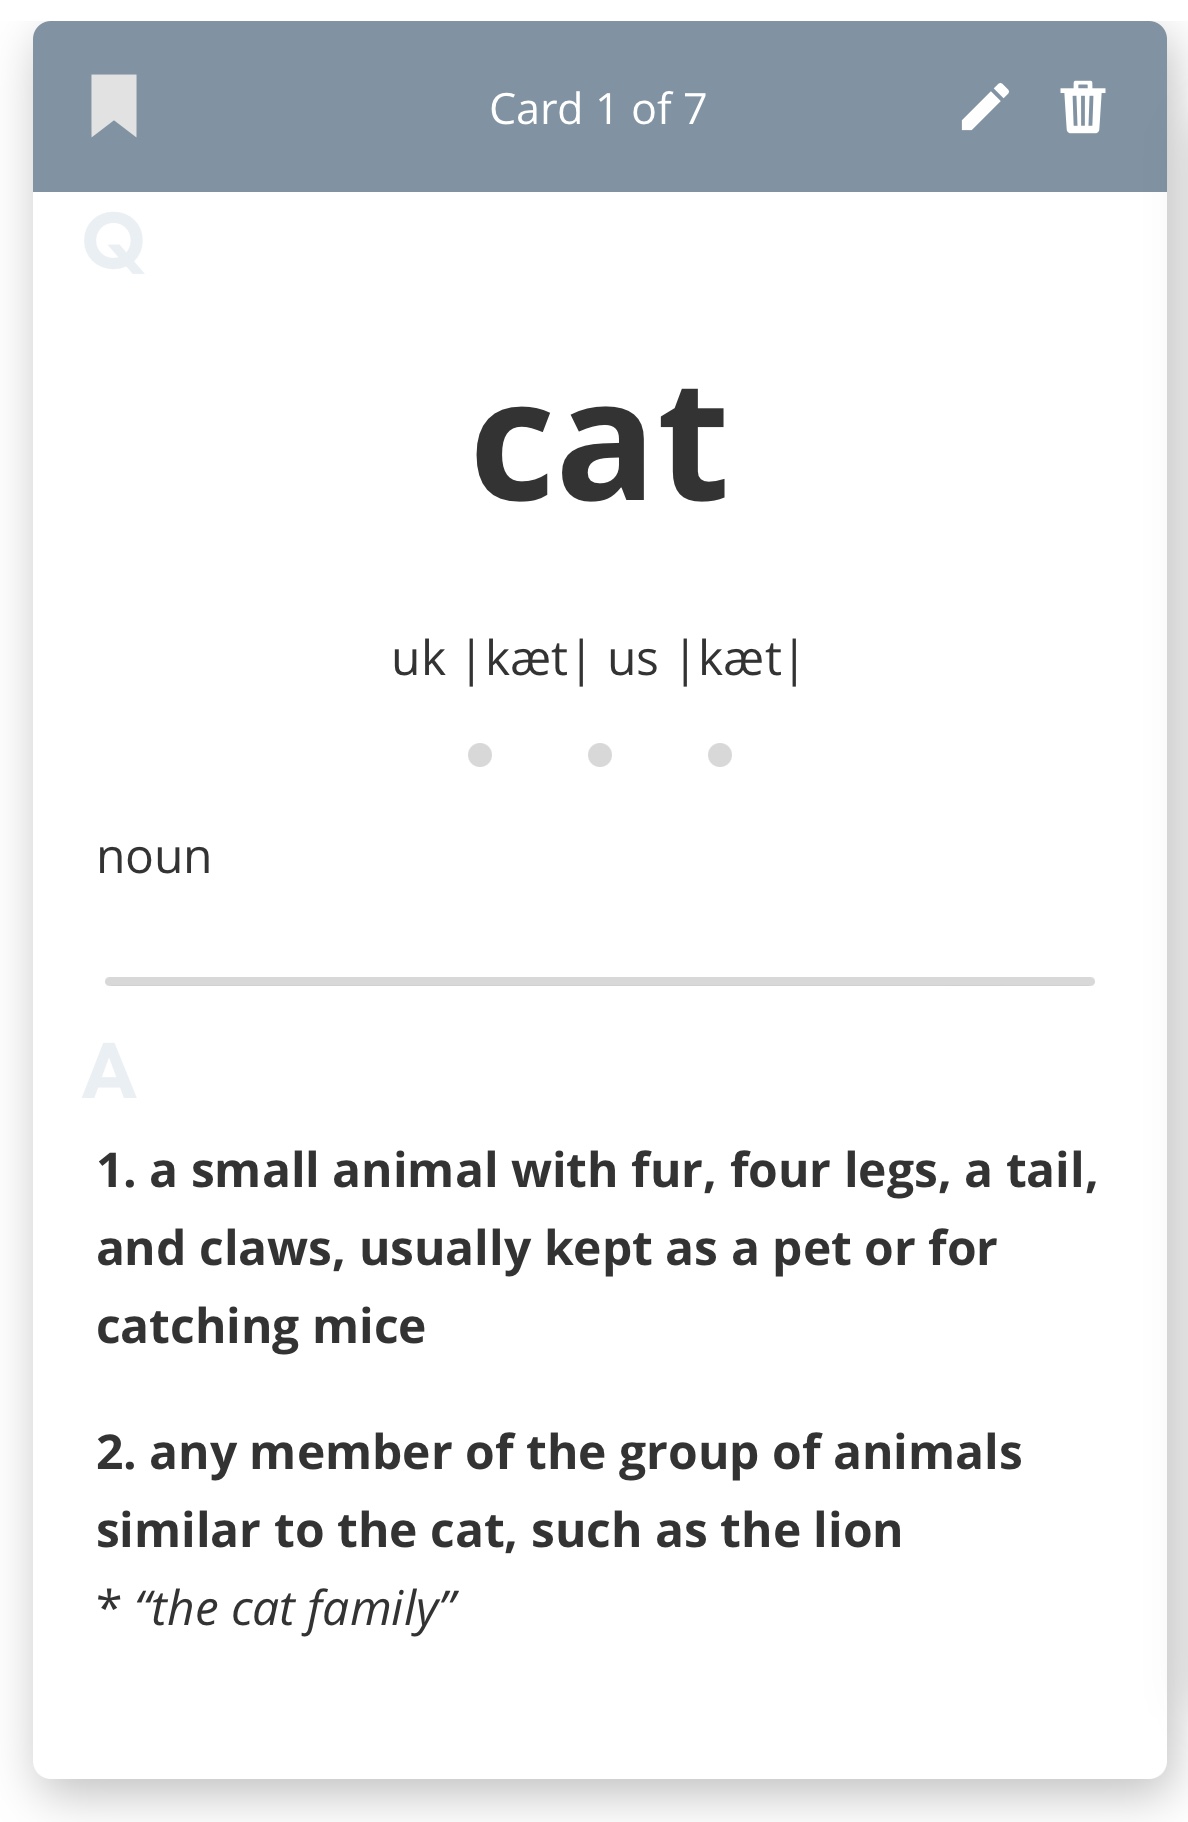 Card 1 of 7
Q
cat
uk |kæt| us |kæt|
noun
A
1. a small animal with fur, four legs, a tail,
and claws, usually kept as a pet or for
catching mice
2. any member of the group of animals
similar to the cat, such as the lion
* “the cat family”